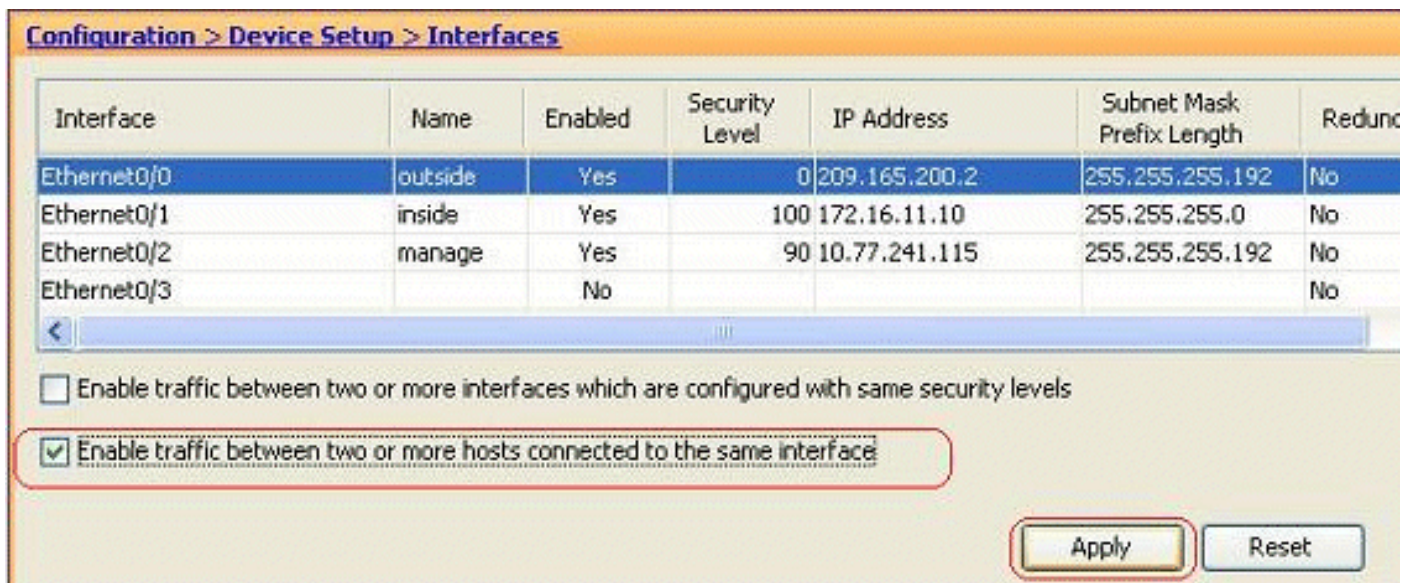 Configuration > Device Setup > Interfaces
Interface Name Enabled Security Level IP Address Subnet Mask Prefix Length Redunc
Ethernet0/0 outside Yes 0 209.165.200.2 255.255.255.192 No
Ethernet0/1 inside Yes 100 172.16.11.10 255.255.255.0 No
Ethernet0/2 manage Yes 90 10.77.241.115 255.255.255.192 No
Ethernet0/3 No No
Enable traffic between two or more interfaces which are configured with same security levels
Enable traffic between two or more hosts connected to the same interface
Apply Reset